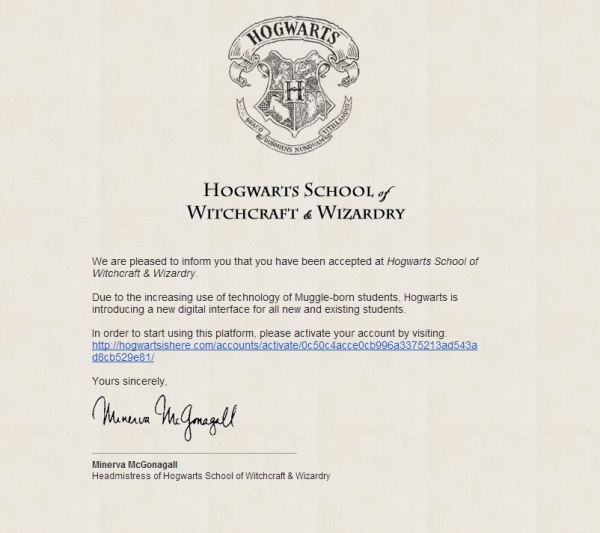 HOGWARTS
H
DRACO DORMIENS NUNQUAM TITILLANDUS
HOGWARTS SCHOOL of
WITCHCRAFT & WIZARDRY
We are pleased to inform you that you have been accepted at Hogwarts School of
Witchcraft & Wizardry.
Due to the increasing use of technology of Muggle-born students, Hogwarts is
introducing a new digital interface for all new and existing students.
In order to start using this platform, please activate your account by visiting:
http://hogwartsishere.com/accounts/activate/0c50c4acce0cb996a3375213ad543a
d8cb529e81/
Yours sincerely,
Minerva McGonagall
Minerva McGonagall
Headmistress of Hogwarts School of Witchcraft & Wizardry